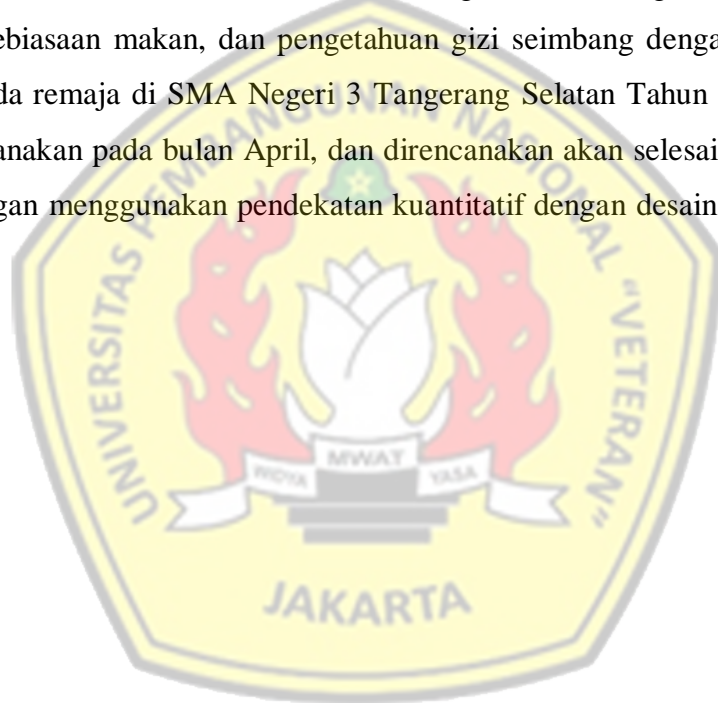 ebiasaan makan, dan pengetahuan gizi seimbang denga
da remaja di SMA Negeri 3 Tangerang Selatan Tahun
anakan pada bulan April, dan direncanakan akan selesai
gan menggunakan pendekatan kuantitatif dengan desain
UNIVERSITAS PEMBANGUNAN NASIONAL "VETERAN"
WIDYA MWAT YASA
JAKARTA